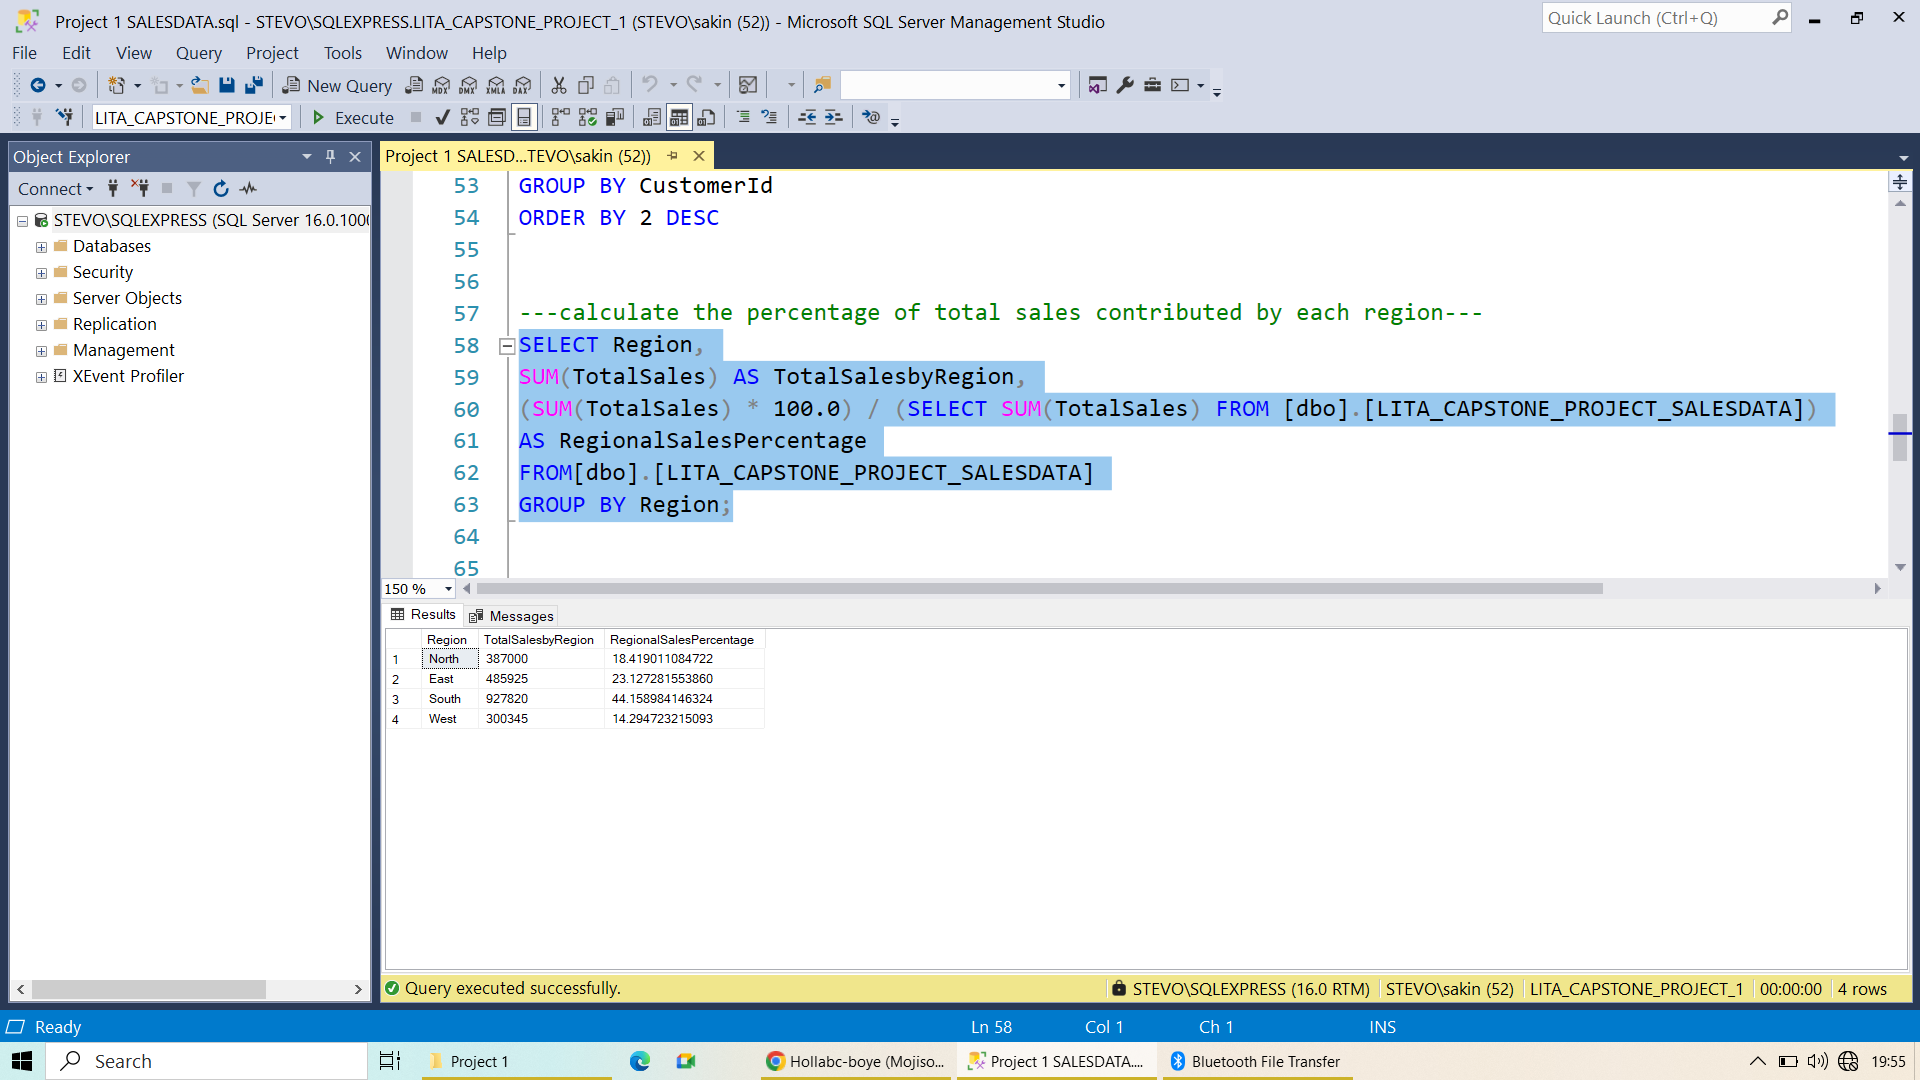 Project 1 SALESDATA.sql - STEVO\SQLEXPRESS.LITA_CAPSTONE_PROJECT_1 (STEVO\sakin (52)) - Microsoft SQL Server Management Studio
Quick Launch (Ctrl+Q)
File Edit View Query Project Tools Window Help
New Query MDX DMX XMLA DAX
LITA_CAPSTONE_PROJE Execute
Object Explorer
Project 1 SALESD...TEVO\sakin (52))
Connect
STEVO\SQLEXPRESS (SQL Server 16.0.100
Databases
Security
Server Objects
Replication
Management
XEvent Profiler
53 GROUP BY CustomerId
54 ORDER BY 2 DESC
55
56
57 ---calculate the percentage of total sales contributed by each region---
58 SELECT Region,
59 SUM(TotalSales) AS TotalSalesbyRegion,
60 (SUM(TotalSales) * 100.0) / (SELECT SUM(TotalSales) FROM [dbo].[LITA_CAPSTONE_PROJECT_SALESDATA])
61 AS RegionalSalesPercentage
62 FROM[dbo].[LITA_CAPSTONE_PROJECT_SALESDATA]
63 GROUP BY Region;
64
65
150 %
Results Messages
Region TotalSalesbyRegion RegionalSalesPercentage
1 North 387000 18.419011084722
2 East 485925 23.127281553860
3 South 927820 44.158984146324
4 West 300345 14.294723215093
Query executed successfully. STEVO\SQLEXPRESS (16.0 RTM) STEVO\sakin (52) LITA_CAPSTONE_PROJECT_1 00:00:00 4 rows
Ready Ln 58 Col 1 Ch 1 INS
Search Project 1 Hollabc-boye (Mojiso... Project 1 SALESDATA.... Bluetooth File Transfer 19:55